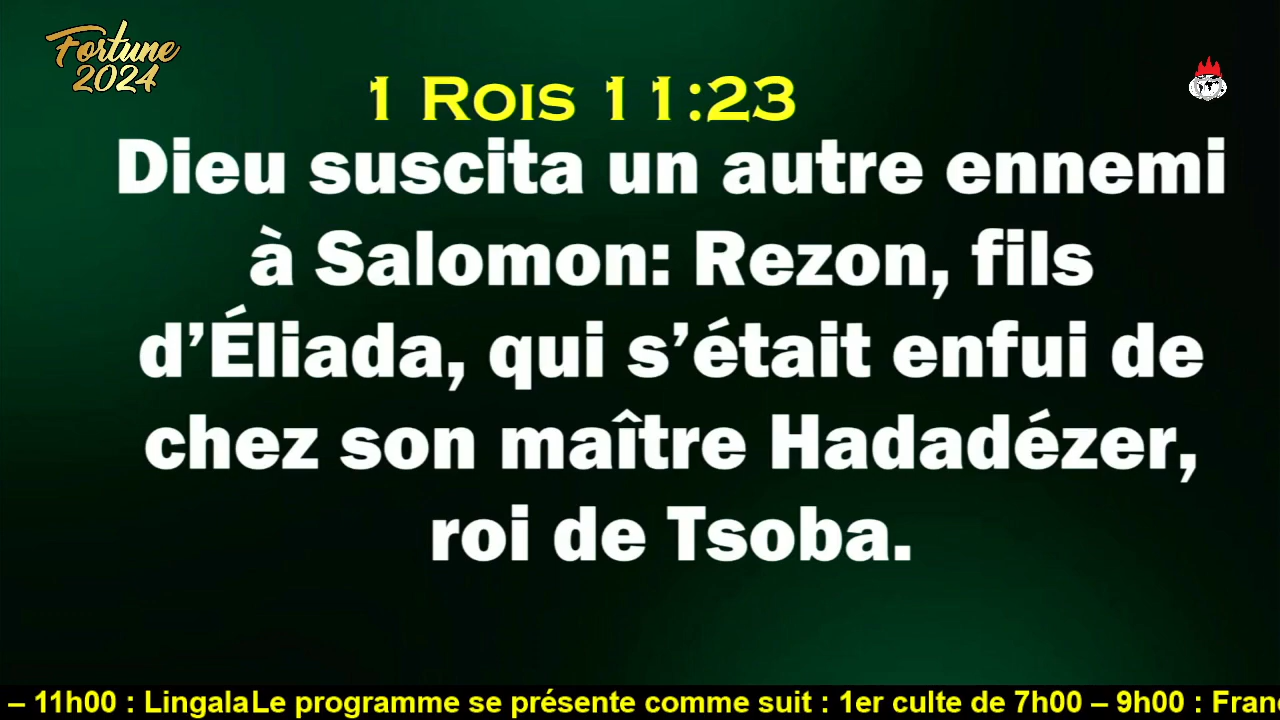 Fortune
2024
1 Rois 11:23
Dieu suscita un autre ennemi
à Salomon: Rezon, fils
d’Éliada, qui s’était enfui de
chez son maître Hadadézer,
roi de Tsoba.
– 11h00 : LingalaLe programme se présente comme suit : 1er culte de 7h00 – 9h00 : Fran